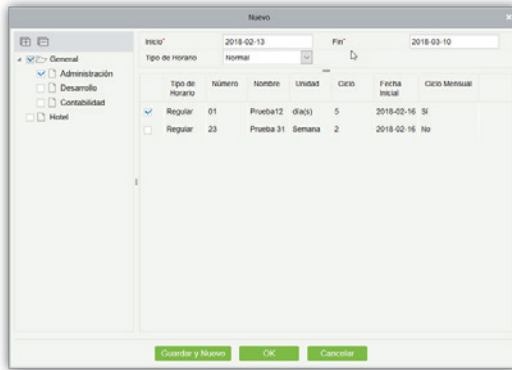 Nuevo
Inicio* 2018-02-13 Fin* 2018-03-10
Tipo de Horario Normal
General
Administración
Desarrollo
Contabilidad
Hotel
Tipo de Horario Número Nombre Unidad Ciclo Fecha Inicial Ciclo Mensual
Regular 01 Prueba12 día(s) 5 2018-02-16 Sí
Regular 23 Prueba 31 Semana 2 2018-02-16 No
Guardar y Nuevo OK Cancelar